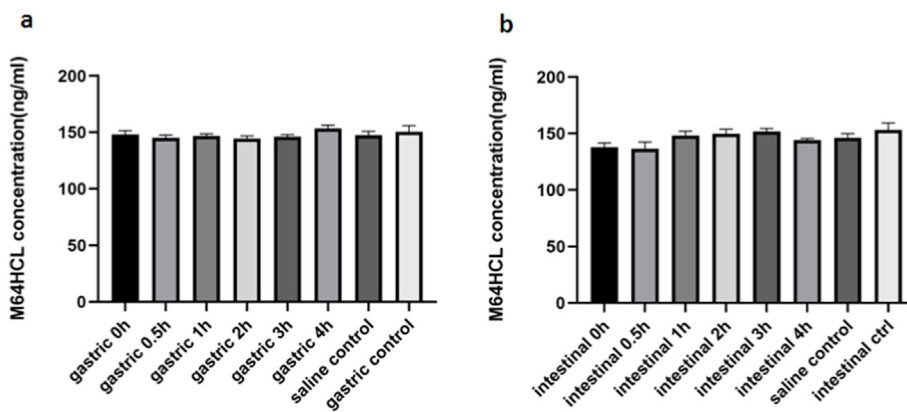 a
M64HCL concentration(ng/ml)
200
150
100
50
0
gastric 0h
gastric 0.5h
gastric 1h
gastric 2h
gastric 3h
gastric 4h
saline control
gastric control
b
M64HCL concentration(ng/ml)
200
150
100
50
0
intestinal 0h
intestinal 0.5h
intestinal 1h
intestinal 2h
intestinal 3h
intestinal 4h
saline control
intestinal ctrl